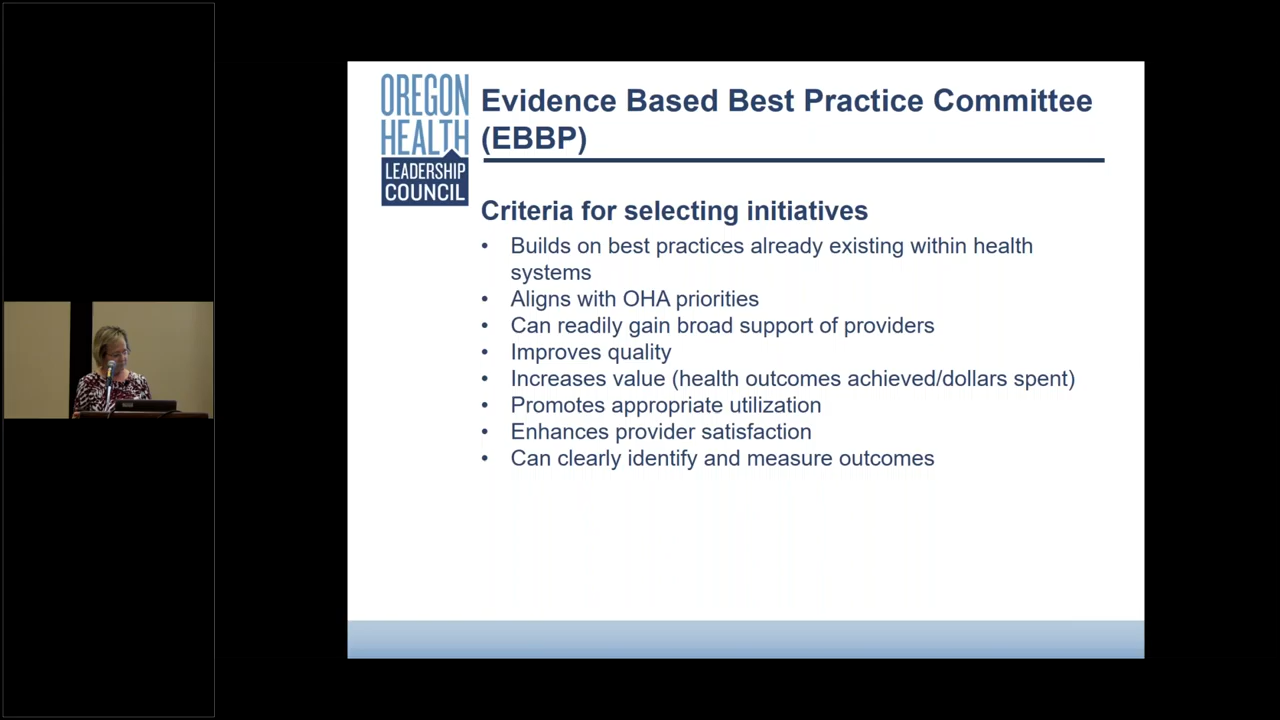 OREGON
HEALTH
LEADERSHIP
COUNCIL
Evidence Based Best Practice Committee
(EBBP)
Criteria for selecting initiatives
• Builds on best practices already existing within health
systems
• Aligns with OHA priorities
• Can readily gain broad support of providers
• Improves quality
• Increases value (health outcomes achieved/dollars spent)
• Promotes appropriate utilization
• Enhances provider satisfaction
• Can clearly identify and measure outcomes